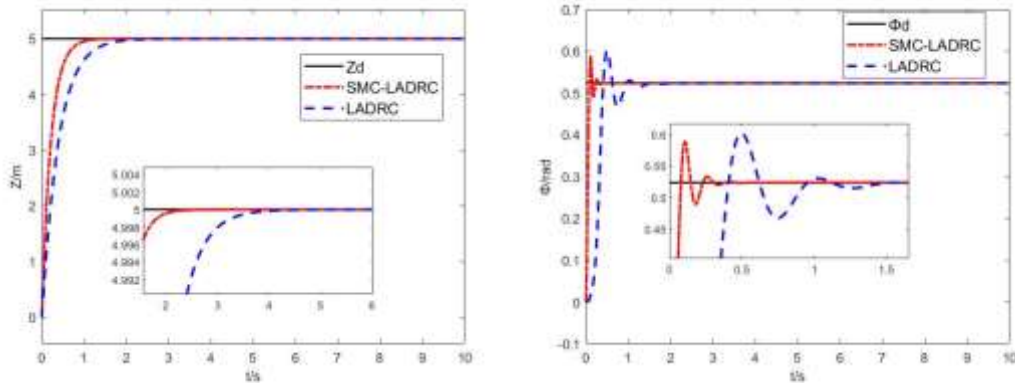 5
4
3
2
1
0
Z/m
Zd
SMC-LADRC
LADRC
5.004
5.002
5
4.998
4.996
4.994
4.992
2 3 4 5 6
0 1 2 3 4 5 6 7 8 9 10
t/s
0.7
0.6
0.5
0.4
0.3
0.2
0.1
0
-0.1
Φ/rad
Φd
SMC-LADRC
LADRC
0.6
0.55
0.5
0.45
0 0.5 1 1.5
0 1 2 3 4 5 6 7 8 9 10
t/s